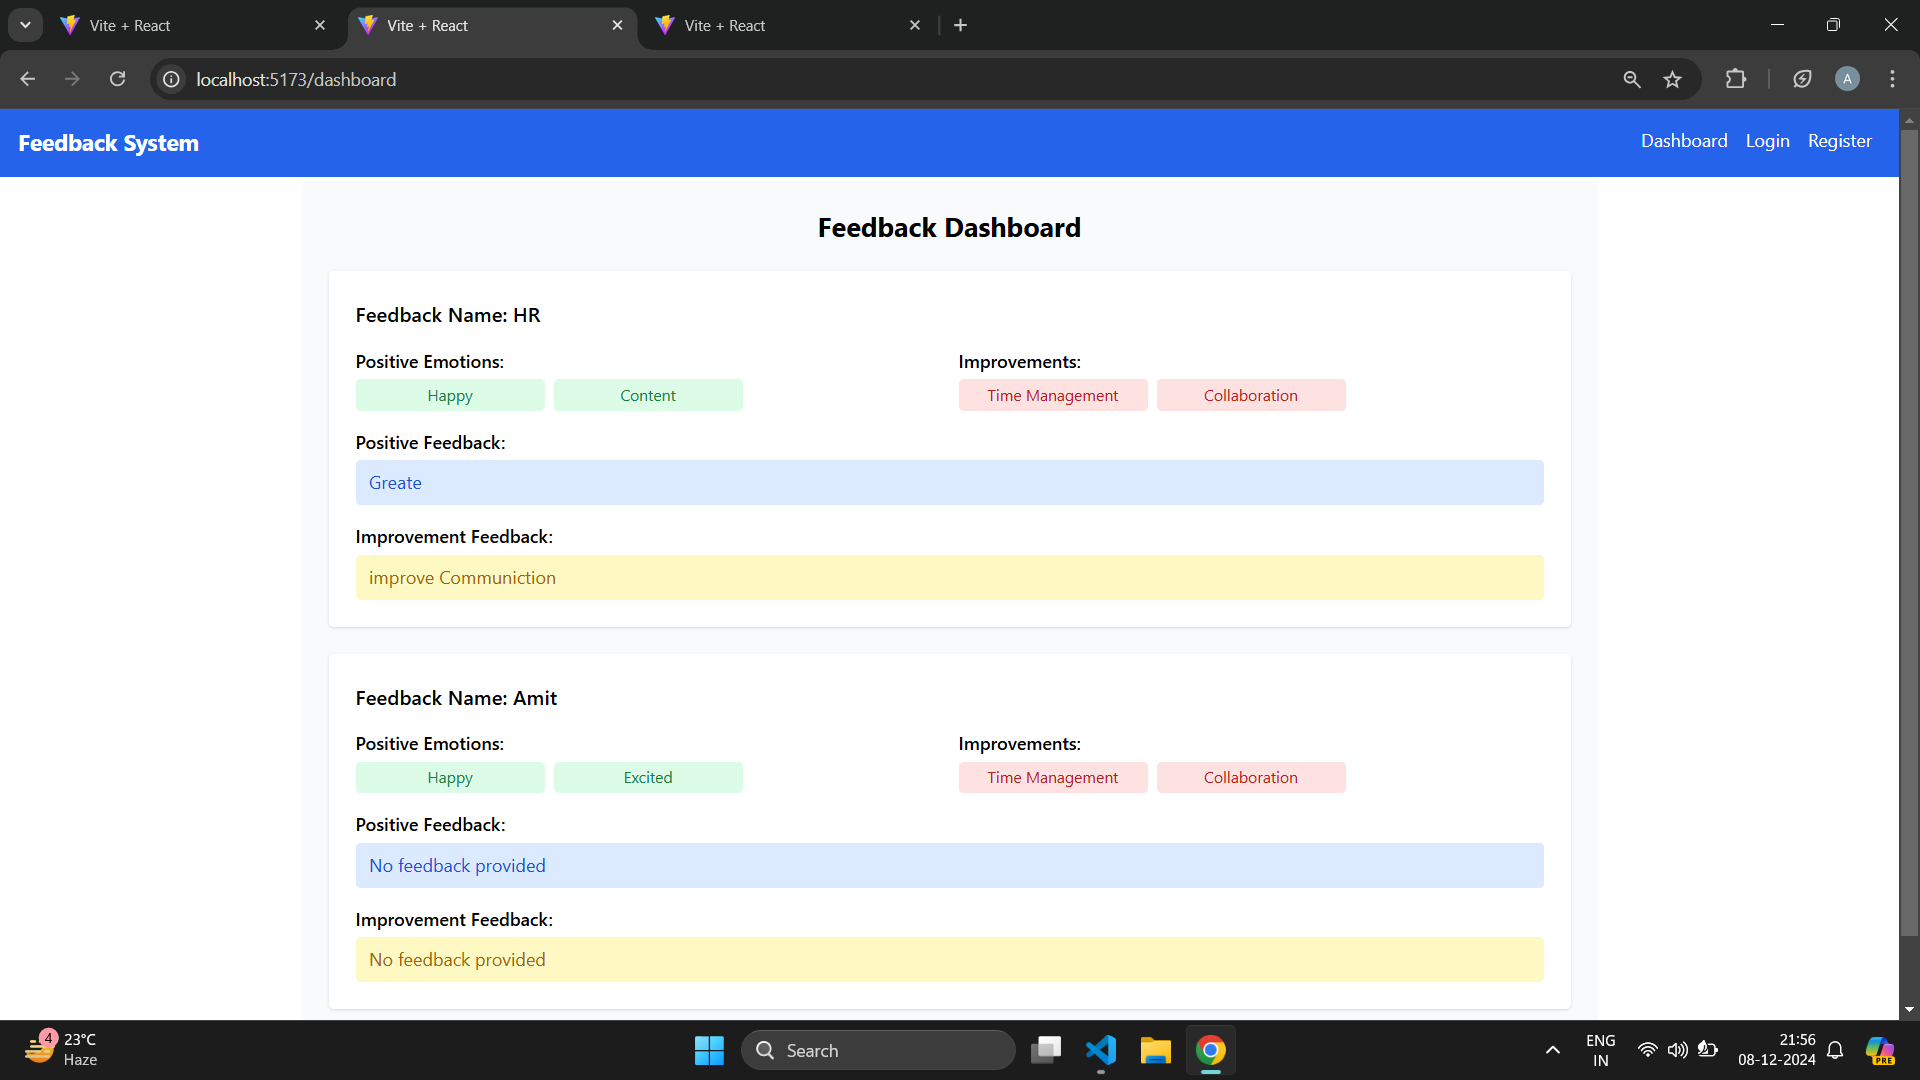 Vite + React
Vite + React
Vite + React
localhost:5173/dashboard
A
Feedback System
Dashboard Login Register
Feedback Dashboard
Feedback Name: HR
Positive Emotions: Improvements:
Happy Content Time Management Collaboration
Positive Feedback:
Greate
Improvement Feedback:
improve Communiction
Feedback Name: Amit
Positive Emotions: Improvements:
Happy Excited Time Management Collaboration
Positive Feedback:
No feedback provided
Improvement Feedback:
No feedback provided
4
23°C
Haze
Search
ENG
IN
21:56
08-12-2024
PRE